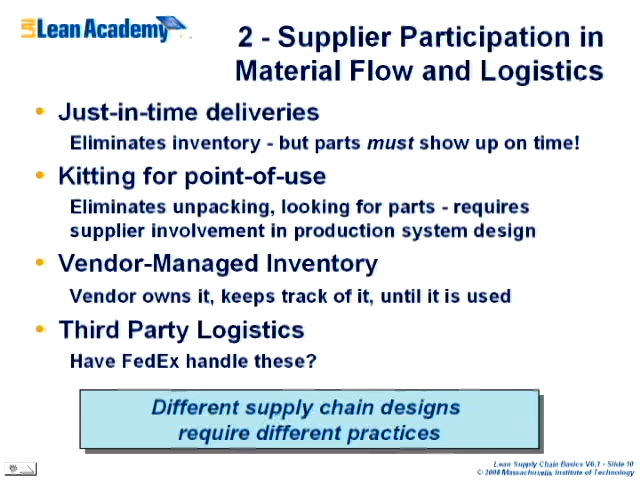 LAI Lean Academy
2 - Supplier Participation in
Material Flow and Logistics
• Just-in-time deliveries
Eliminates inventory - but parts must show up on time!
• Kitting for point-of-use
Eliminates unpacking, looking for parts - requires
supplier involvement in production system design
• Vendor-Managed Inventory
Vendor owns it, keeps track of it, until it is used
• Third Party Logistics
Have FedEx handle these?
Different supply chain designs
require different practices
Lean Supply Chain Basics V6.1 - Slide 10
© 2008 Massachusetts Institute of Technology